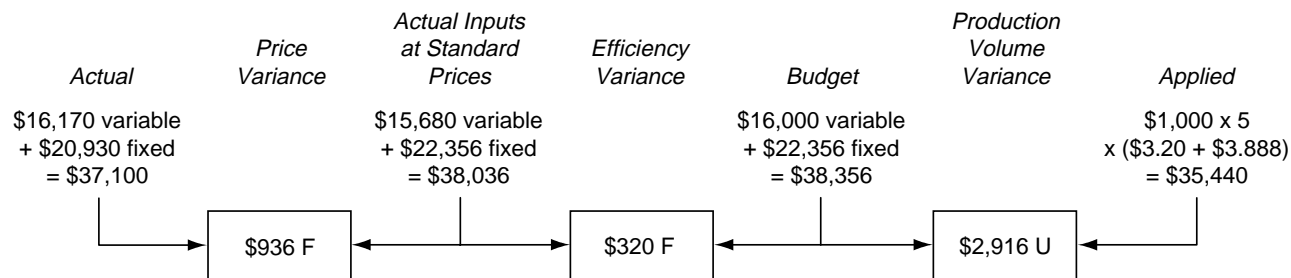 Actual
Price
Variance
Actual Inputs
at Standard
Prices
Efficiency
Variance
Budget
Production
Volume
Variance
Applied
$16,170 variable
+ $20,930 fixed
= $37,100
$15,680 variable
+ $22,356 fixed
= $38,036
$16,000 variable
+ $22,356 fixed
= $38,356
$1,000 x 5
x ($3.20 + $3.888)
= $35,440
$936 F
$320 F
$2,916 U